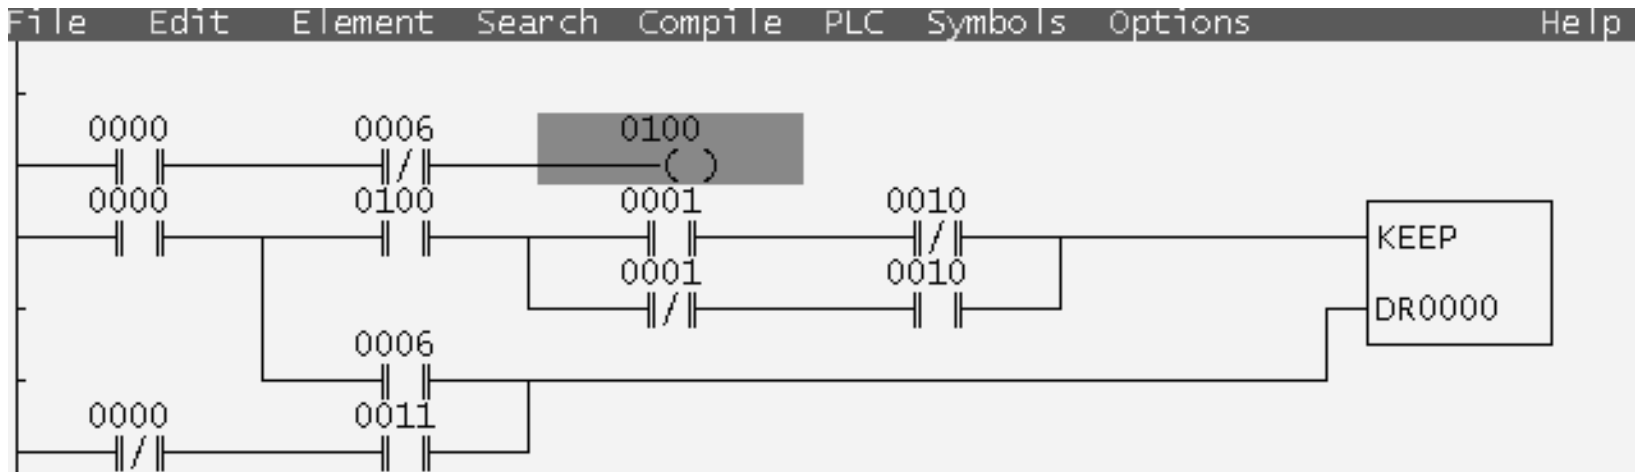 File Edit Element Search Compile PLC Symbols Options Help
0000 0006 0100
0000 0100 0001 0010
KEEP
0001 0010
DR0000
0006
0000 0011